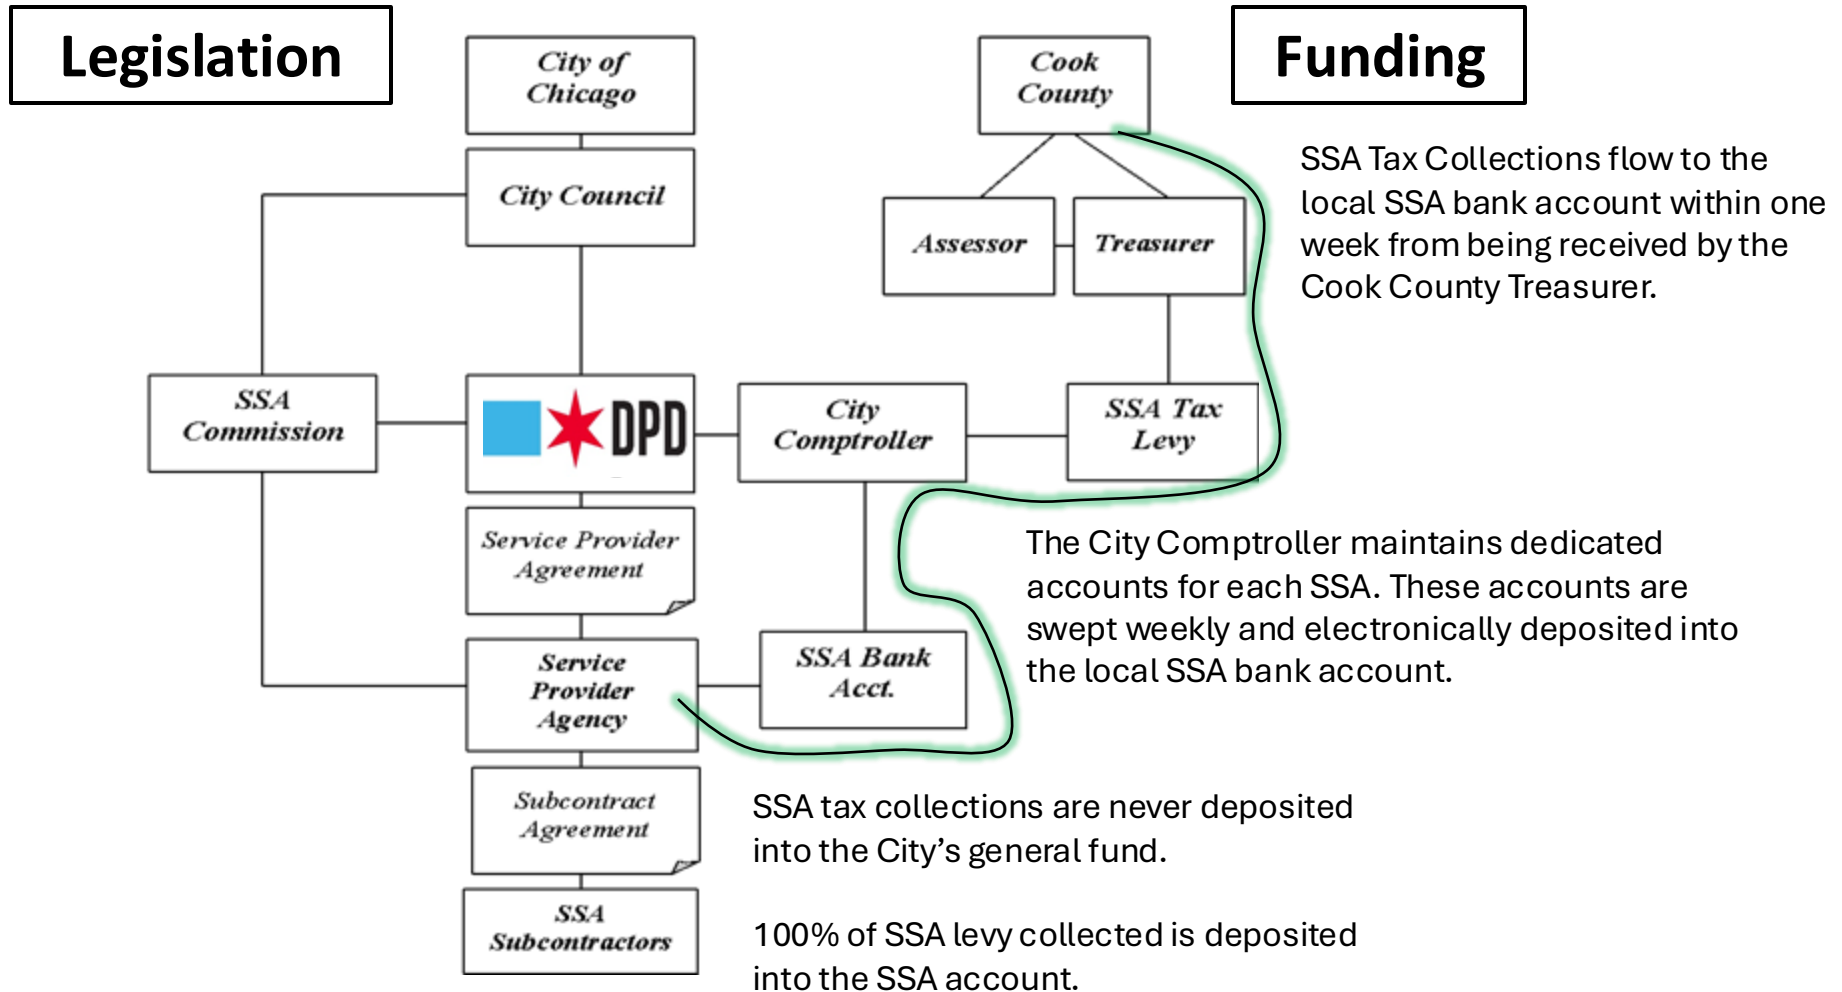 Legislation
Funding
City of
Chicago
City Council
Cook
County
Assessor
Treasurer
SSA Tax Collections flow to the
local SSA bank account within one
week from being received by the
Cook County Treasurer.
SSA
Commission
DPD
City
Comptroller
SSA Tax
Levy
Service Provider
Agreement
The City Comptroller maintains dedicated
accounts for each SSA. These accounts are
swept weekly and electronically deposited into
the local SSA bank account.
Service
Provider
Agency
SSA Bank
Acct.
Subcontract
Agreement
SSA tax collections are never deposited
into the City’s general fund.
SSA
Subcontractors
100% of SSA levy collected is deposited
into the SSA account.